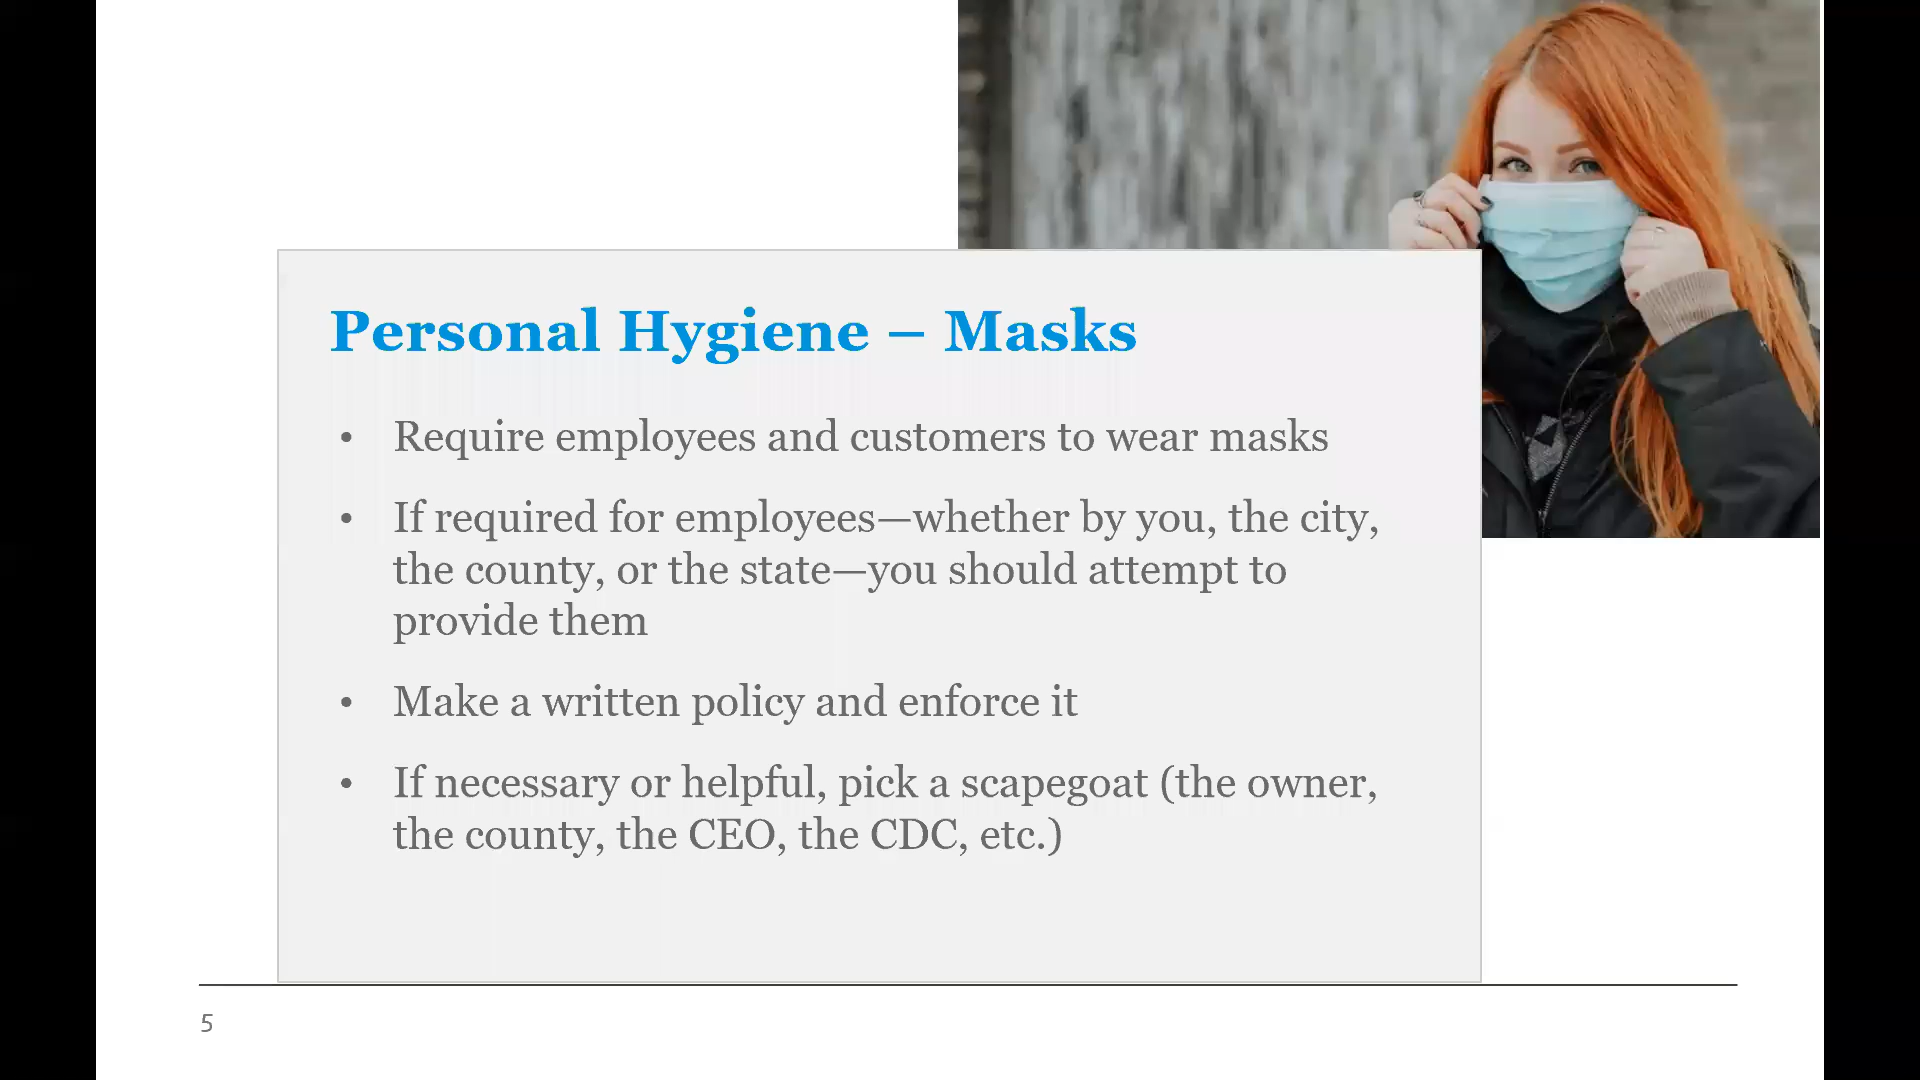 Personal Hygiene – Masks
• Require employees and customers to wear masks
• If required for employees—whether by you, the city,
the county, or the state—you should attempt to
provide them
• Make a written policy and enforce it
• If necessary or helpful, pick a scapegoat (the owner,
the county, the CEO, the CDC, etc.)
5